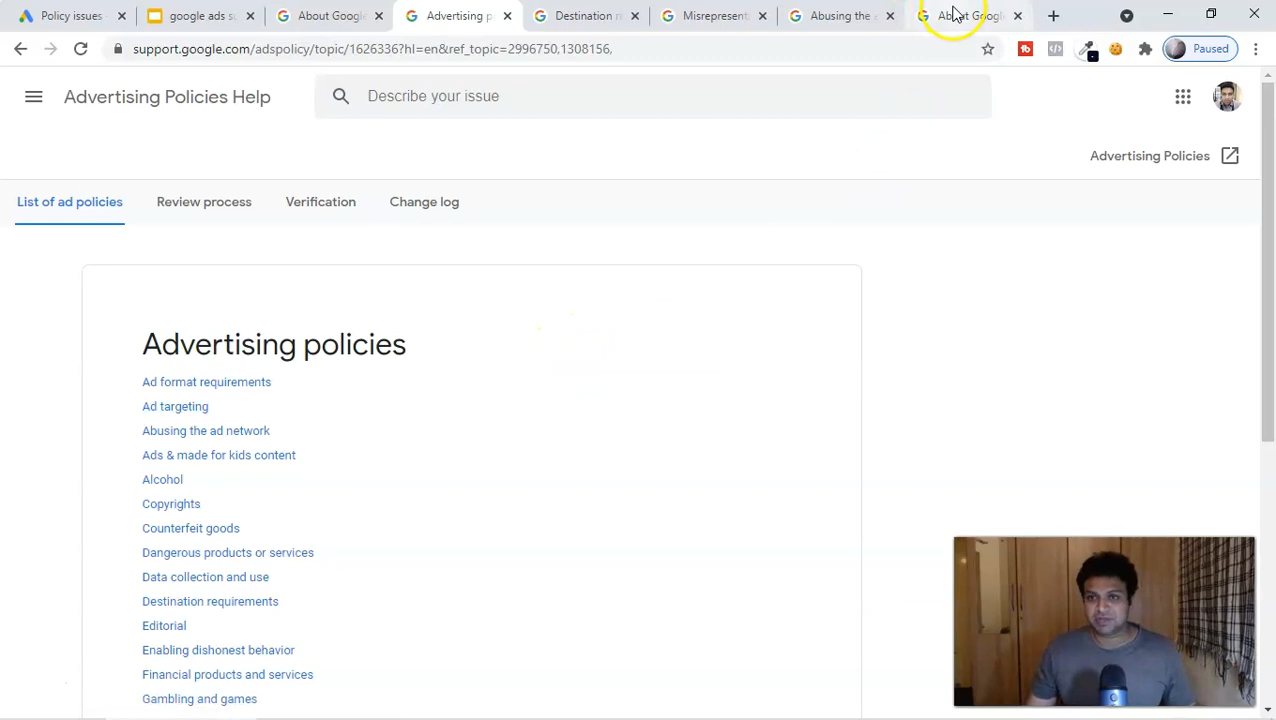 Policy issues
google ads su
About Google
Advertising p
Destination r
Misrepresent
Abusing the
About Google
support.google.com/adspolicy/topic/1626336?hl=en&ref_topic=2996750,1308156,
Paused
Advertising Policies Help
Describe your issue
Advertising Policies
List of ad policies
Review process
Verification
Change log
Advertising policies
Ad format requirements
Ad targeting
Abusing the ad network
Ads & made for kids content
Alcohol
Copyrights
Counterfeit goods
Dangerous products or services
Data collection and use
Destination requirements
Editorial
Enabling dishonest behavior
Financial products and services
Gambling and games